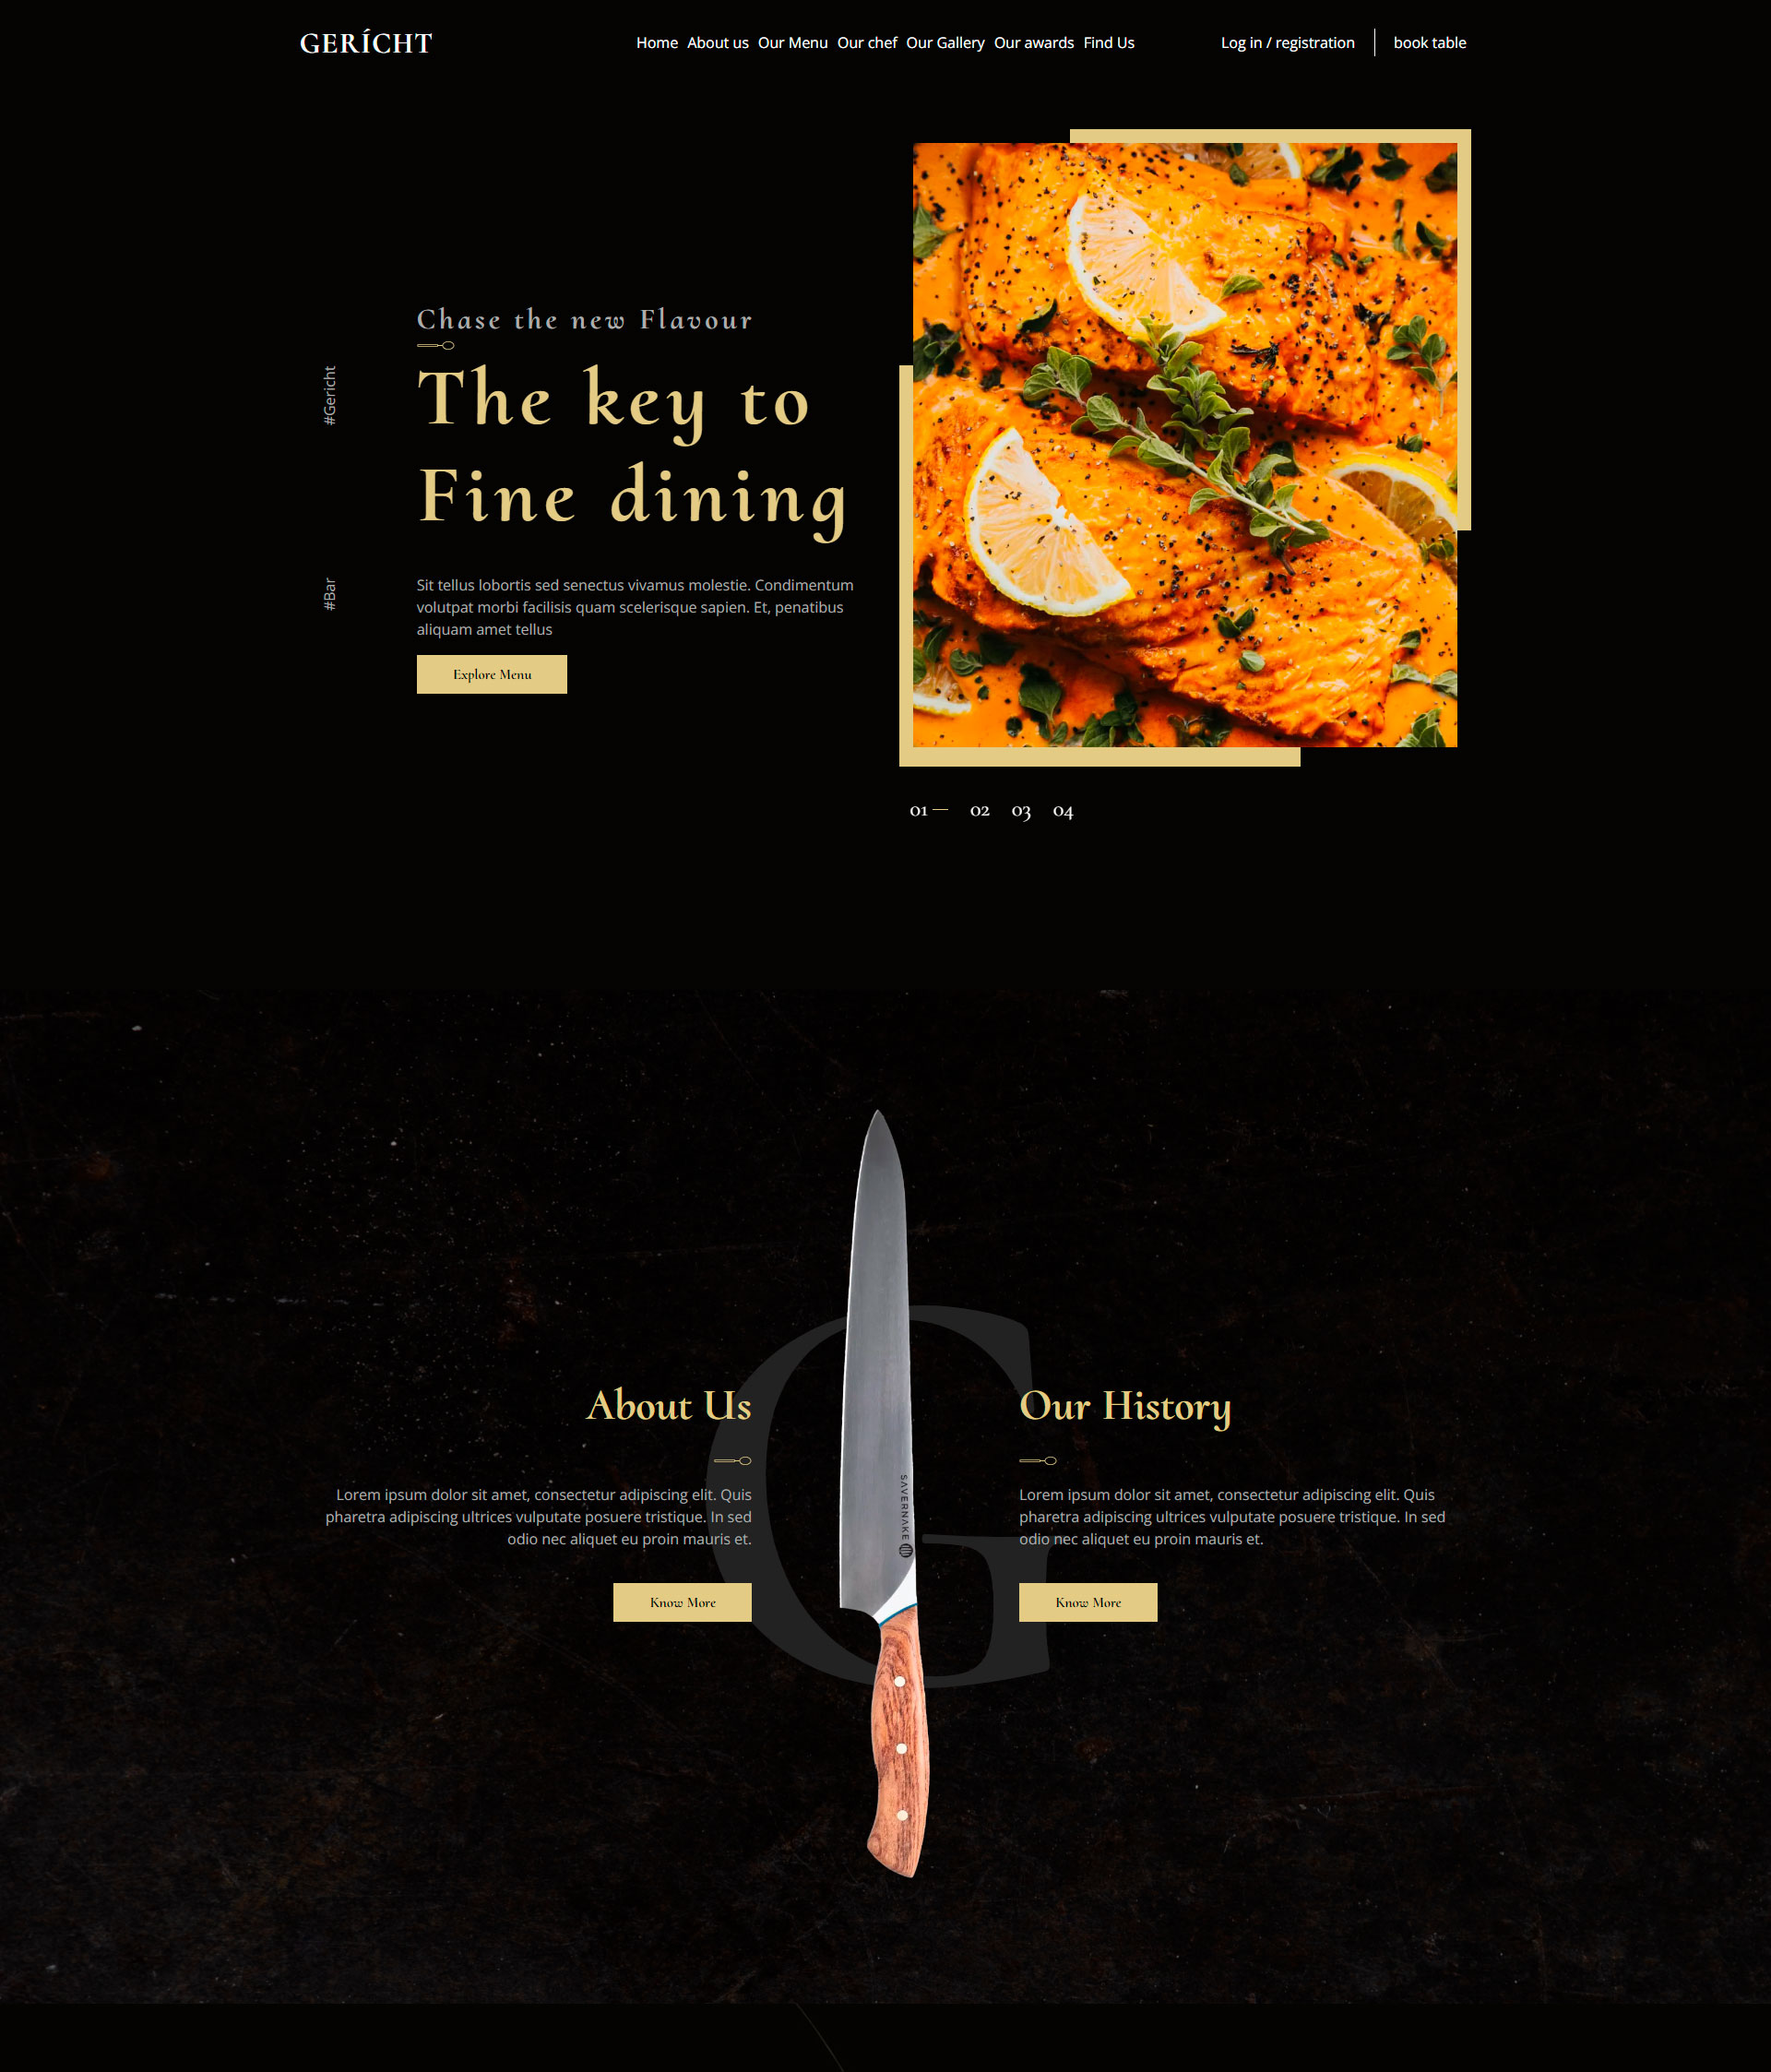 GERÍCHT
Home About us Our Menu Our chef Our Gallery Our awards Find Us
Log in / registration
book table
Chase the new Flavour
#Gericht
The key to
Fine dining
#Bar
Sit tellus lobortis sed senectus vivamus molestie. Condimentum
volutpat morbi facilisis quam scelerisque sapien. Et, penatibus
aliquam amet tellus
Explore Menu
01 02 03 04
G
About Us
Lorem ipsum dolor sit amet, consectetur adipiscing elit. Quis
pharetra adipiscing ultrices vulputate posuere tristique. In sed
odio nec aliquet eu proin mauris et.
Know More
SAVERNAKE
Our History
Lorem ipsum dolor sit amet, consectetur adipiscing elit. Quis
pharetra adipiscing ultrices vulputate posuere tristique. In sed
odio nec aliquet eu proin mauris et.
Know More